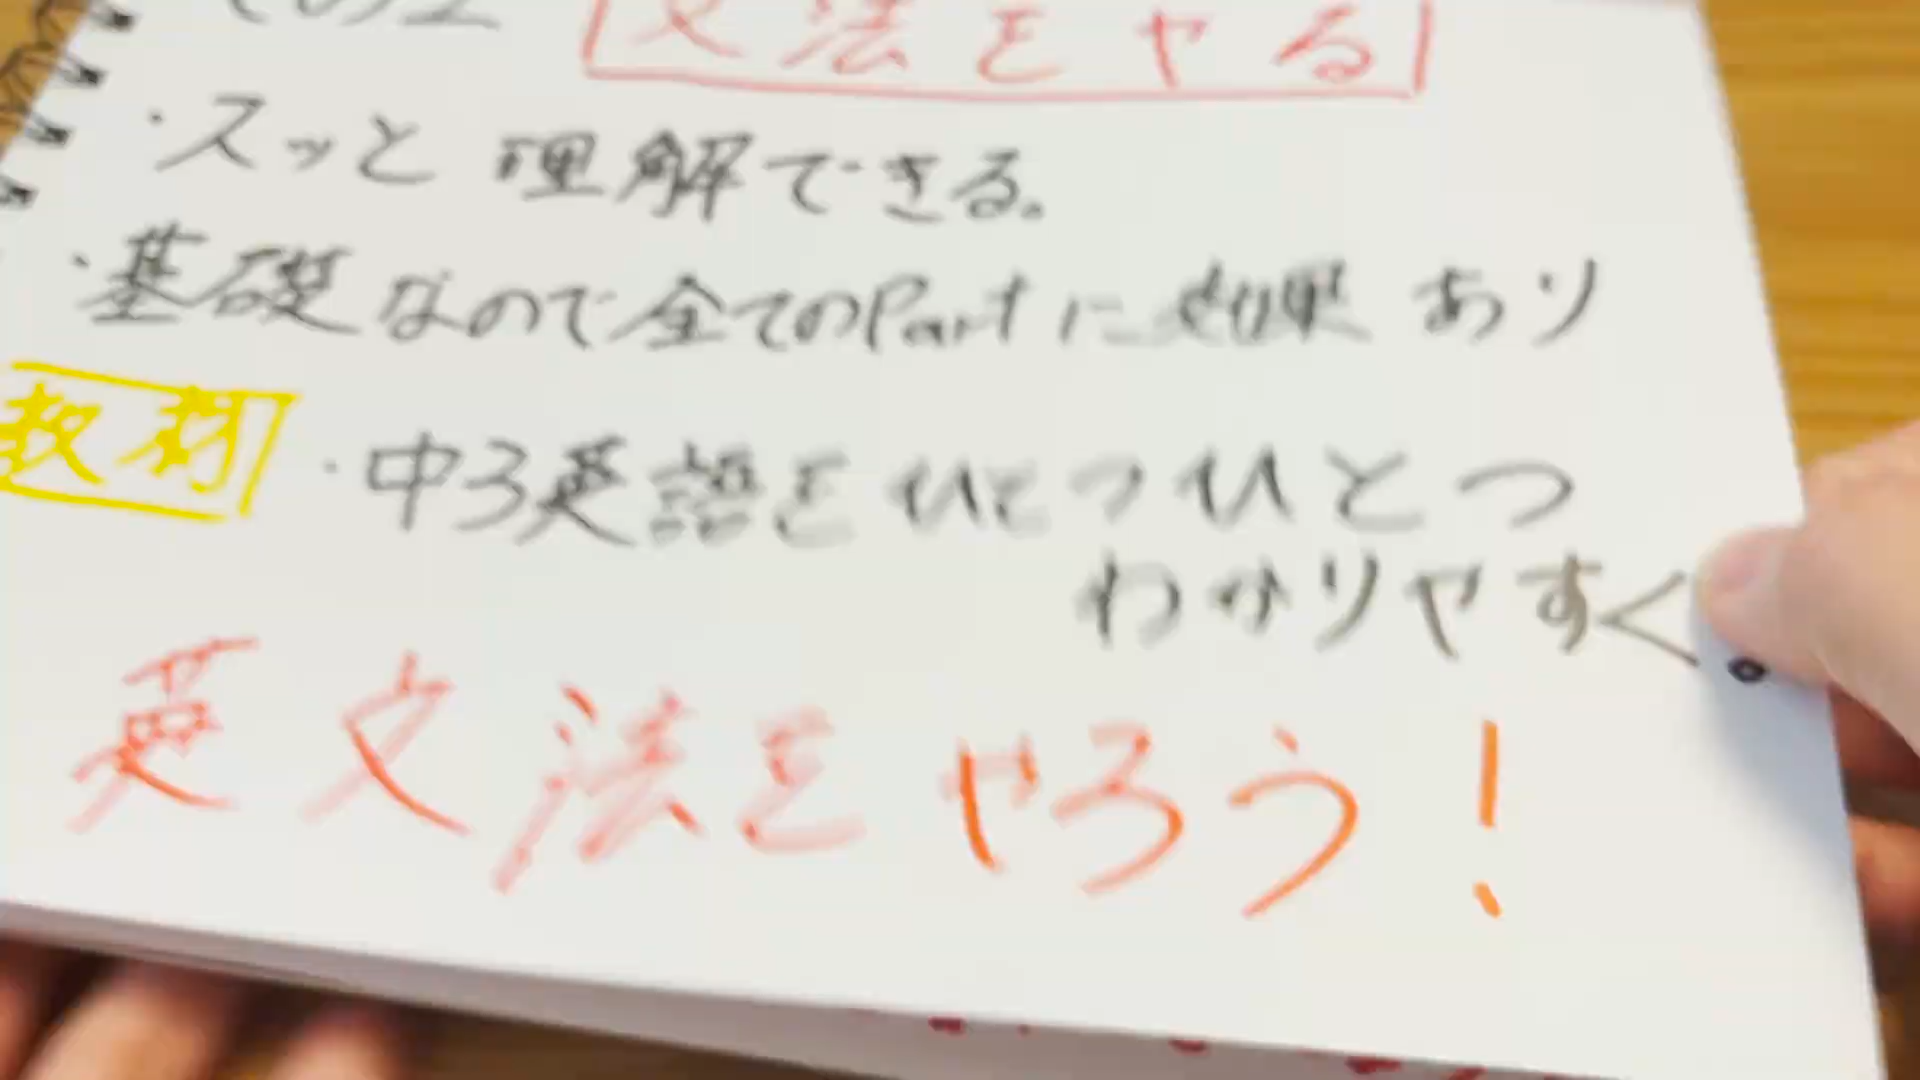 文法をやる
・スッと理解できる。
・基礎なので全てのPartに効果あり
教材 ・中3英語をひとつひとつ
わかりやすく。
英文法をやろう!